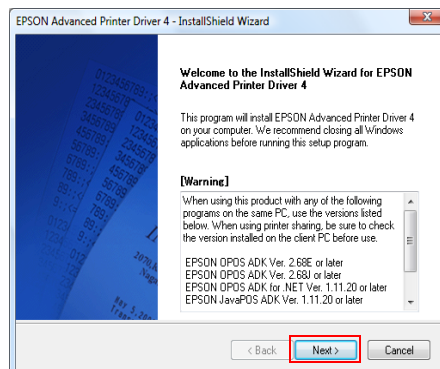 EPSON Advanced Printer Driver 4 - InstallShield Wizard
Welcome to the InstallShield Wizard for EPSON
Advanced Printer Driver 4
This program will install EPSON Advanced Printer Driver 4
on your computer. We recommend closing all Windows
applications before running this setup program.
[Warning]
When using this product with any of the following
programs on the same PC, use the versions listed
below. When using printer sharing, be sure to check
the version installed on the client PC before use.
EPSON OPOS ADK Ver. 2.68E or later
EPSON OPOS ADK Ver. 2.68J or later
EPSON OPOS ADK for .NET Ver. 1.11.20 or later
EPSON JavaPOS ADK Ver. 1.11.20 or later
< Back
Next >
Cancel